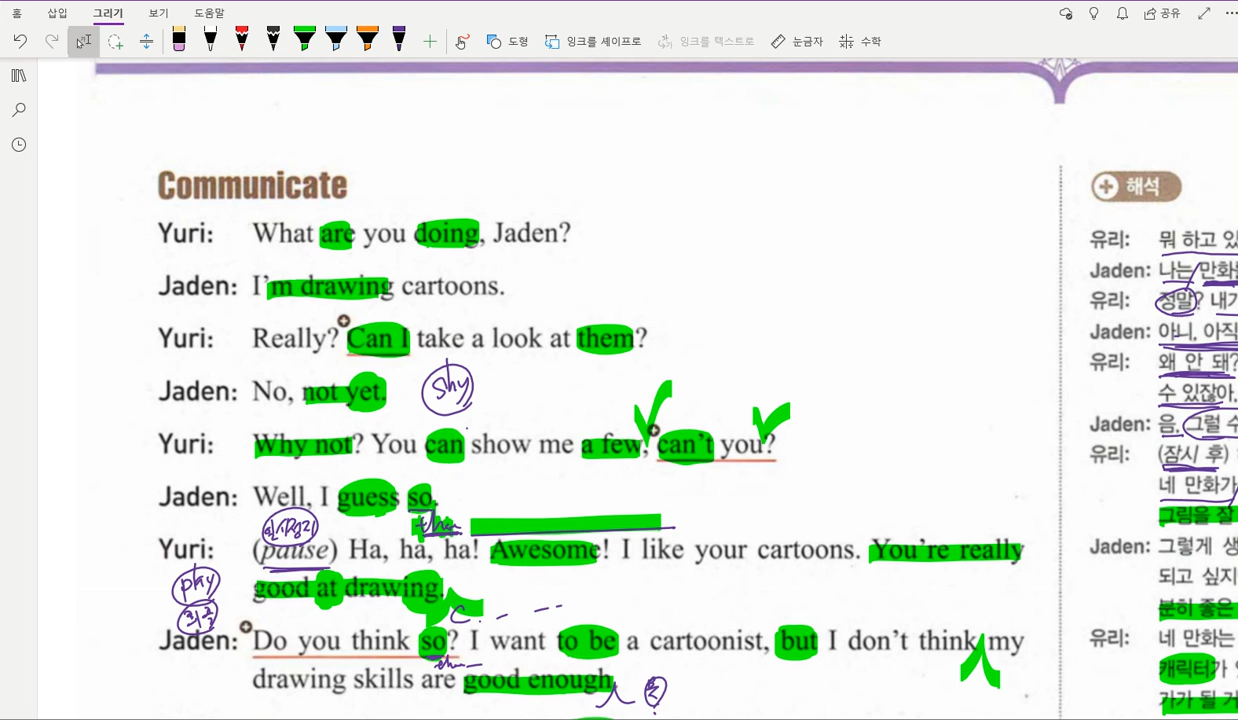 홈 삽입 그리기 보기 도움말 공유
도형 잉크를 셰이프로 잉크를 텍스트로 눈금자 수학
Communicate
Yuri: What are you doing, Jaden?
Jaden: I'm drawing cartoons.
Yuri: Really? Can I take a look at them?
Jaden: No, not yet. shy
Yuri: Why not? You can show me a few, can't you?
Jaden: Well, I guess so.
Yuri: (pause) Ha, ha, ha! Awesome! I like your cartoons. You're really
play
good at drawing.
Jaden: Do you think so? I want to be a cartoonist, but I don't think my
drawing skills are good enough.
해석
유리: 뭐 하고 있
Jaden: 나는 만화를
유리: 정말? 내가
Jaden: 아니, 아직
유리: 왜 안 돼?
수 있잖아,
Jaden: 음, 그럴 수
유리: (잠시 후)
네 만화가
그림을 잘
Jaden: 그렇게 생
되고 싶지
분히 좋은
유리: 네 만화는
캐릭터가
가가 될 거